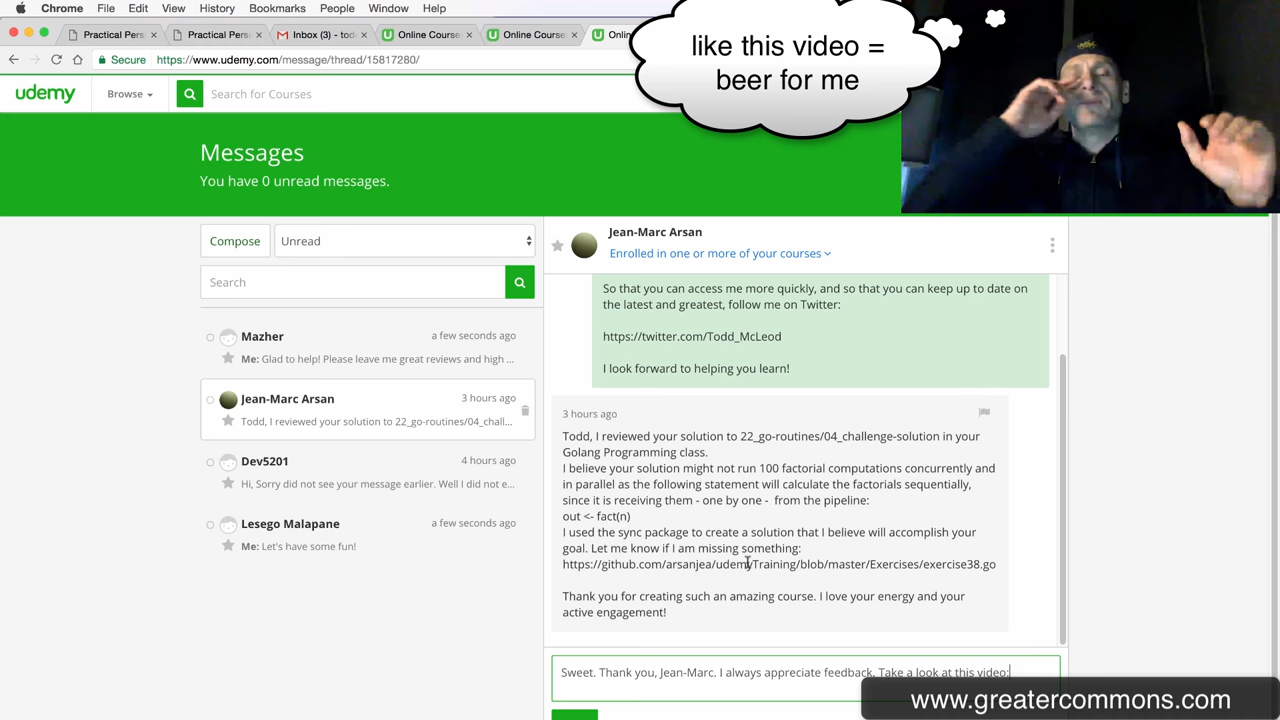 Chrome File Edit View History Bookmarks People Window Help
Practical Pers
Practical Pers
Inbox (3) - tod
Online Course
Online Course
Onlin
Secure https://www.udemy.com/message/thread/15817280/
like this video =
beer for me
udemy Browse Search for Courses
Messages
You have 0 unread messages.
Compose Unread
Search
Mazher a few seconds ago
Me: Glad to help! Please leave me great reviews and high ...
Jean-Marc Arsan 3 hours ago
Todd, I reviewed your solution to 22_go-routines/04_chall...
Dev5201 4 hours ago
Hi, Sorry did not see your message earlier. Well I did not e...
Lesego Malapane a few seconds ago
Me: Let's have some fun!
Jean-Marc Arsan
Enrolled in one or more of your courses
So that you can access me more quickly, and so that you can keep up to date on
the latest and greatest, follow me on Twitter:
https://twitter.com/Todd_McLeod
I look forward to helping you learn!
3 hours ago
Todd, I reviewed your solution to 22_go-routines/04_challenge-solution in your
Golang Programming class.
I believe your solution might not run 100 factorial computations concurrently and
in parallel as the following statement will calculate the factorials sequentially,
since it is receiving them - one by one - from the pipeline:
out <- fact(n)
I used the sync package to create a solution that I believe will accomplish your
goal. Let me know if I am missing something:
https://github.com/arsanjea/udemyTraining/blob/master/Exercises/exercise38.go
Thank you for creating such an amazing course. I love your energy and your
active engagement!
Sweet. Thank you, Jean-Marc. I always appreciate feedback. Take a look at this video:
www.greatercommons.com